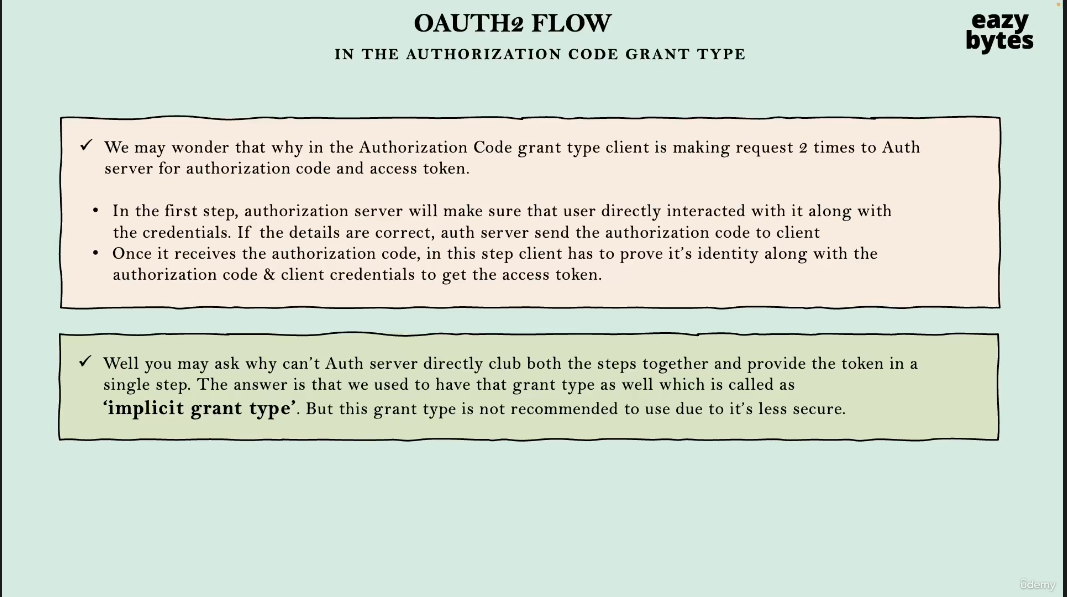 OAUTH2 FLOW
eazy
bytes
IN THE AUTHORIZATION CODE GRANT TYPE
✓ We may wonder that why in the Authorization Code grant type client is making request 2 times to Auth
server for authorization code and access token.
• In the first step, authorization server will make sure that user directly interacted with it along with
the credentials. If the details are correct, auth server send the authorization code to client
• Once it receives the authorization code, in this step client has to prove it's identity along with the
authorization code & client credentials to get the access token.
✓ Well you may ask why can't Auth server directly club both the steps together and provide the token in a
single step. The answer is that we used to have that grant type as well which is called as
‘implicit grant type’. But this grant type is not recommended to use due to it's less secure.
ûdemy